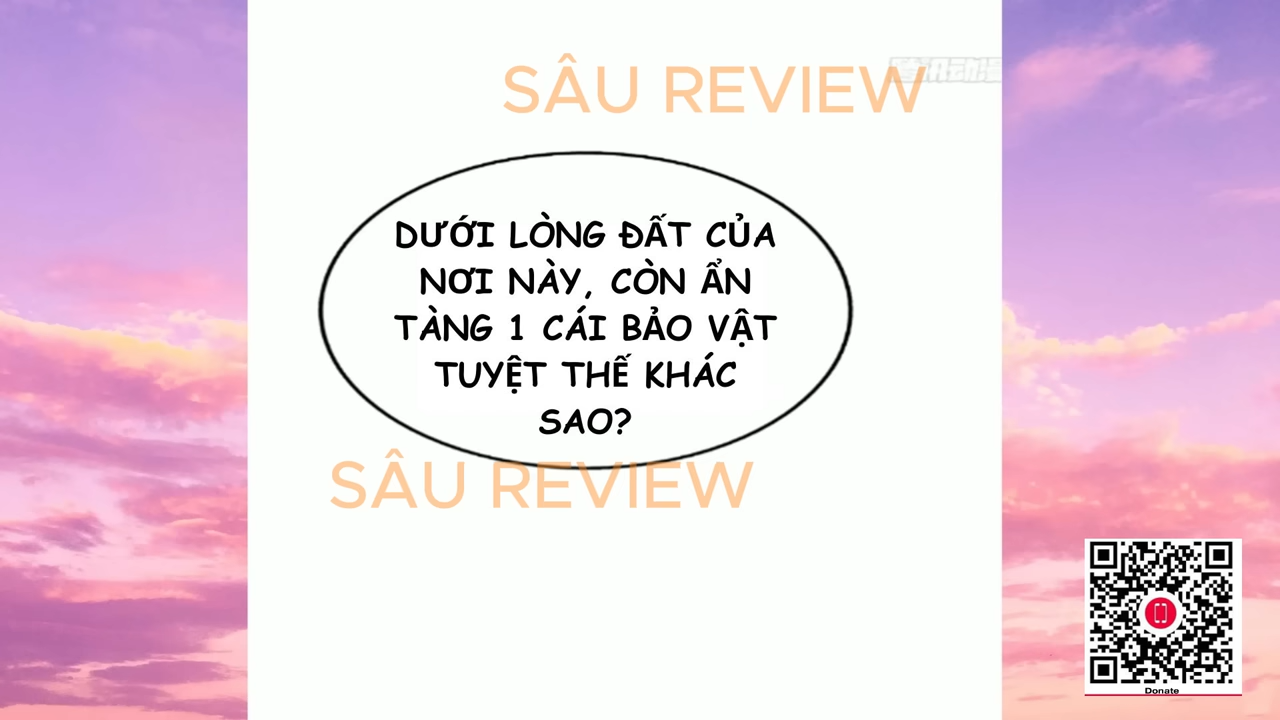 SÂU REVIEW
DƯỚI LÒNG ĐẤT CỦA
NƠI NÀY, CÒN ẨN
TÀNG 1 CÁI BẢO VẬT
TUYỆT THẾ KHÁC
SAO?
SÂU REVIEW
Donate